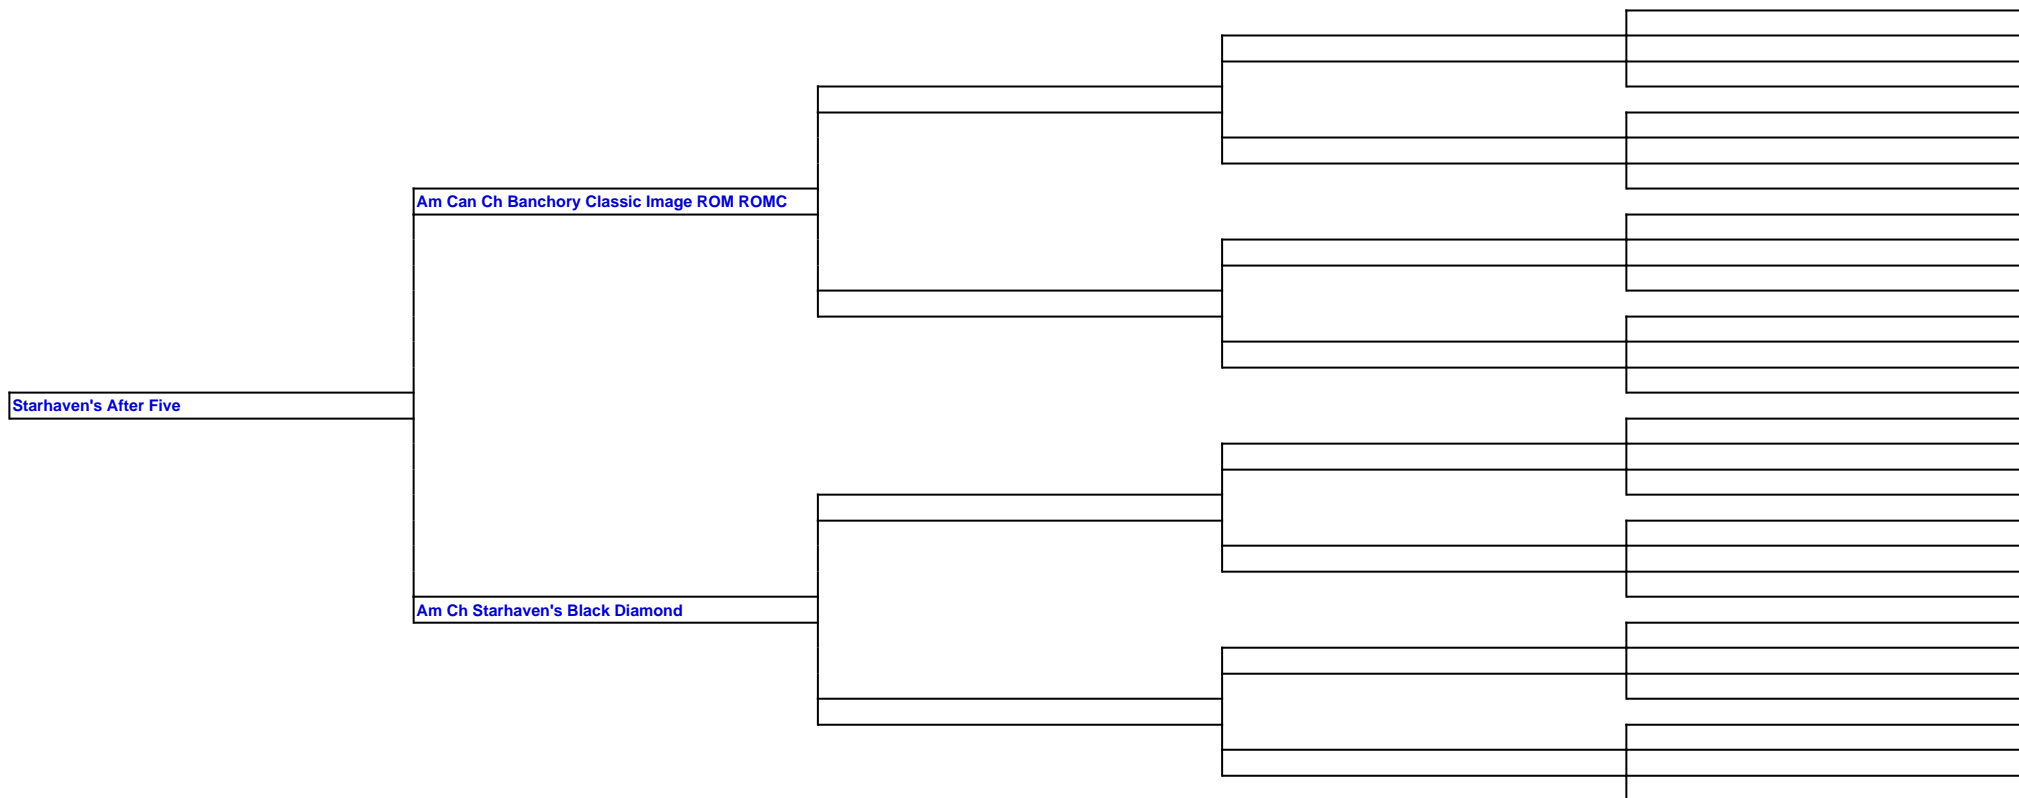 Am Can Ch Banchory Classic Image ROM ROMC
Starhaven's After Five
Am Ch Starhaven's Black Diamond